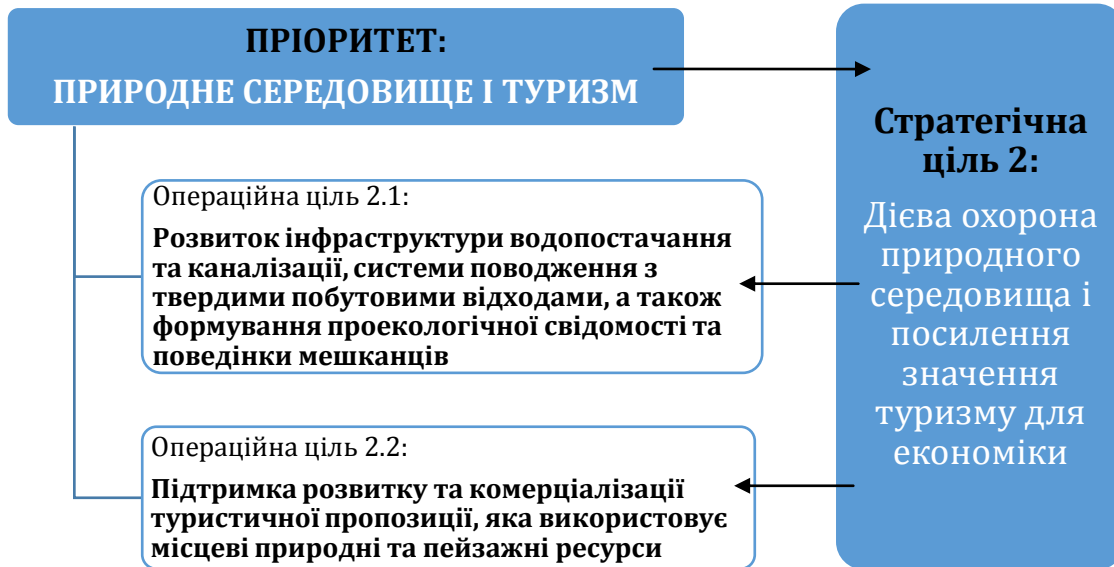 ПРІОРИТЕТ:
ПРИРОДНЕ СЕРЕДОВИЩЕ І ТУРИЗМ
Операційна ціль 2.1:
Розвиток інфраструктури водопостачання
та каналізації, системи поводження з
твердими побутовими відходами, а також
формування проекологічної свідомості та
поведінки мешканців
Операційна ціль 2.2:
Підтримка розвитку та комерціалізації
туристичної пропозиції, яка використовує
місцеві природні та пейзажні ресурси
Стратегічна
ціль 2:
Дієва охорона
природного
середовища і
посилення
значення
туризму для
економіки